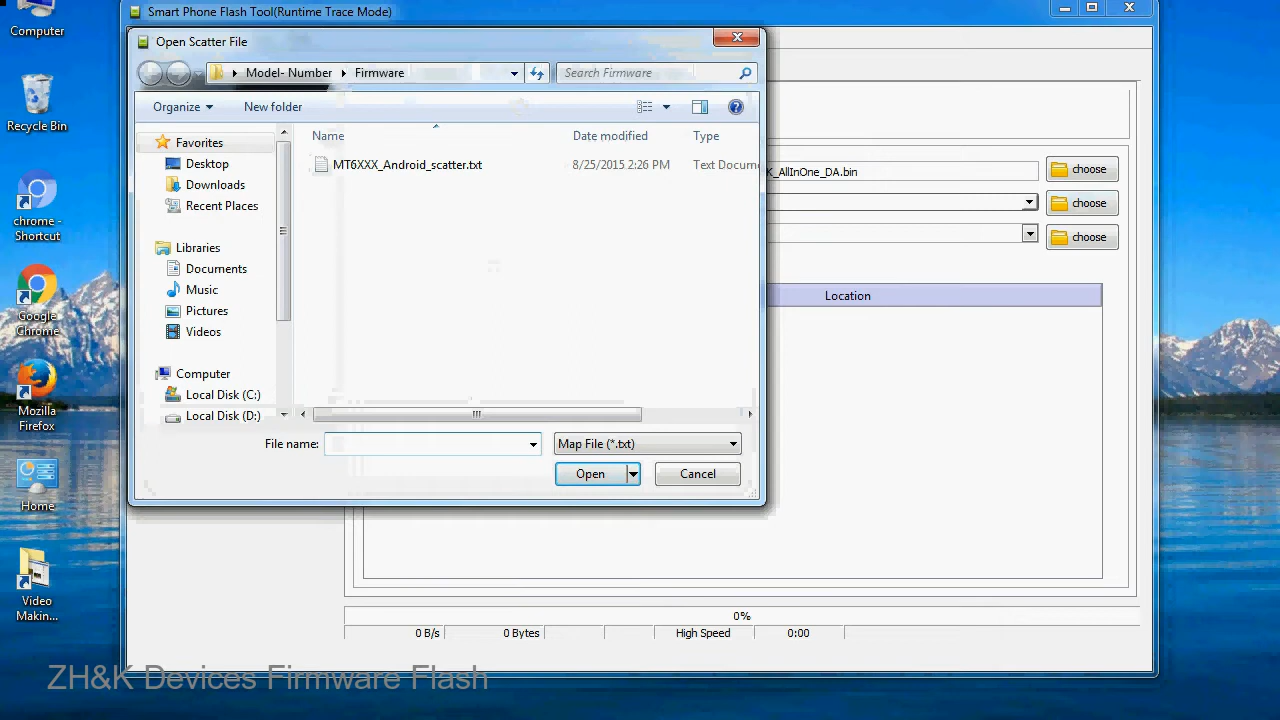 Smart Phone Flash Tool(Runtime Trace Mode)
Computer
Recycle Bin
chrome -
Shortcut
Google
Chrome
Mozilla
Firefox
Home
Video
Makin...
Open Scatter File
Model- Number
Firmware
Search Firmware
Organize
New folder
Name
Date modified
Type
MT6XXX_Android_scatter.txt
8/25/2015 2:26 PM
Text Docum
Favorites
Desktop
Downloads
Recent Places
Libraries
Documents
Music
Pictures
Videos
Computer
Local Disk (C:)
Local Disk (D:)
File name:
Map File (*.txt)
Open
Cancel
K_AllInOne_DA.bin
choose
choose
choose
Location
0%
0 B/s
0 Bytes
High Speed
0:00
ZH&K Devices Firmware Flash